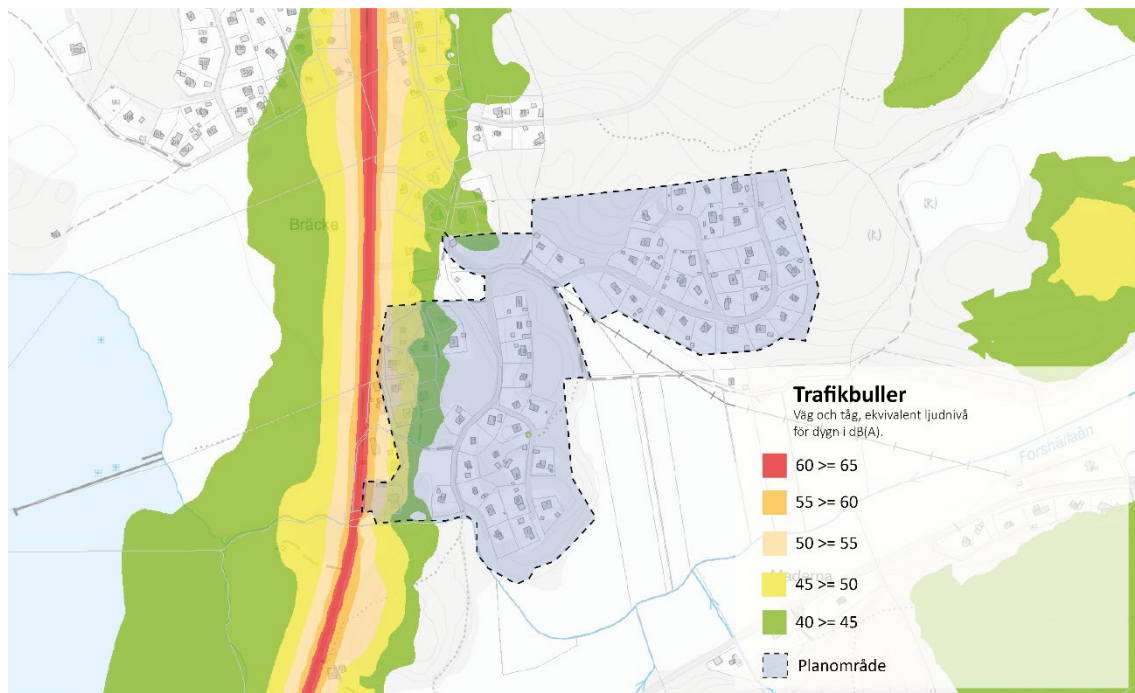 Bräcke
(R)
(R)
Trafikbuller
Väg och tåg, ekvivalent ljudnivå
för dygn i dB(A).
60 >= 65
55 >= 60
50 >= 55
45 >= 50
40 >= 45
Planområde
Forshällaån
Maderna